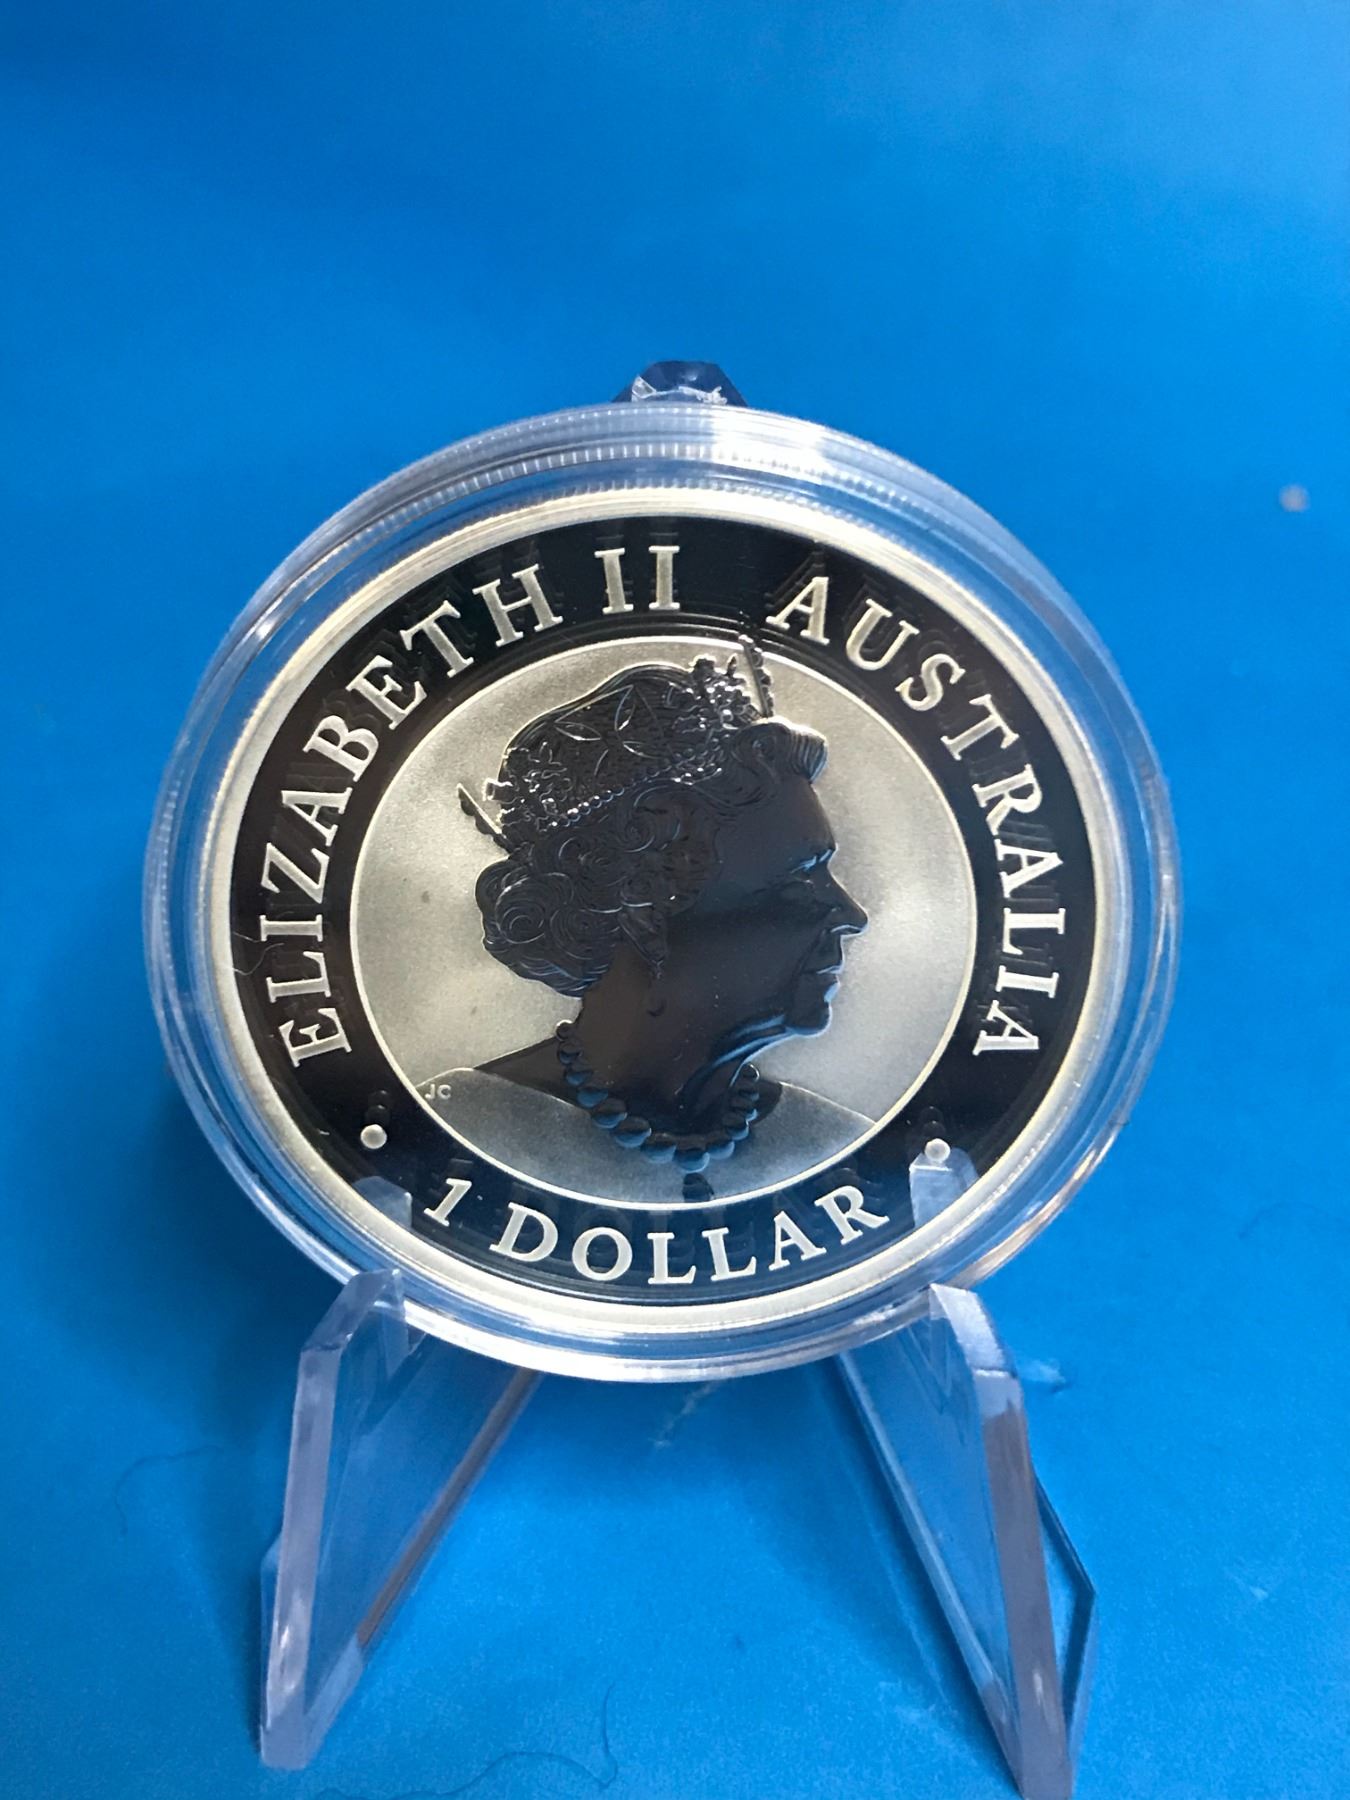 ELIZABETH II AUSTRALIA
JC
1 DOLLAR